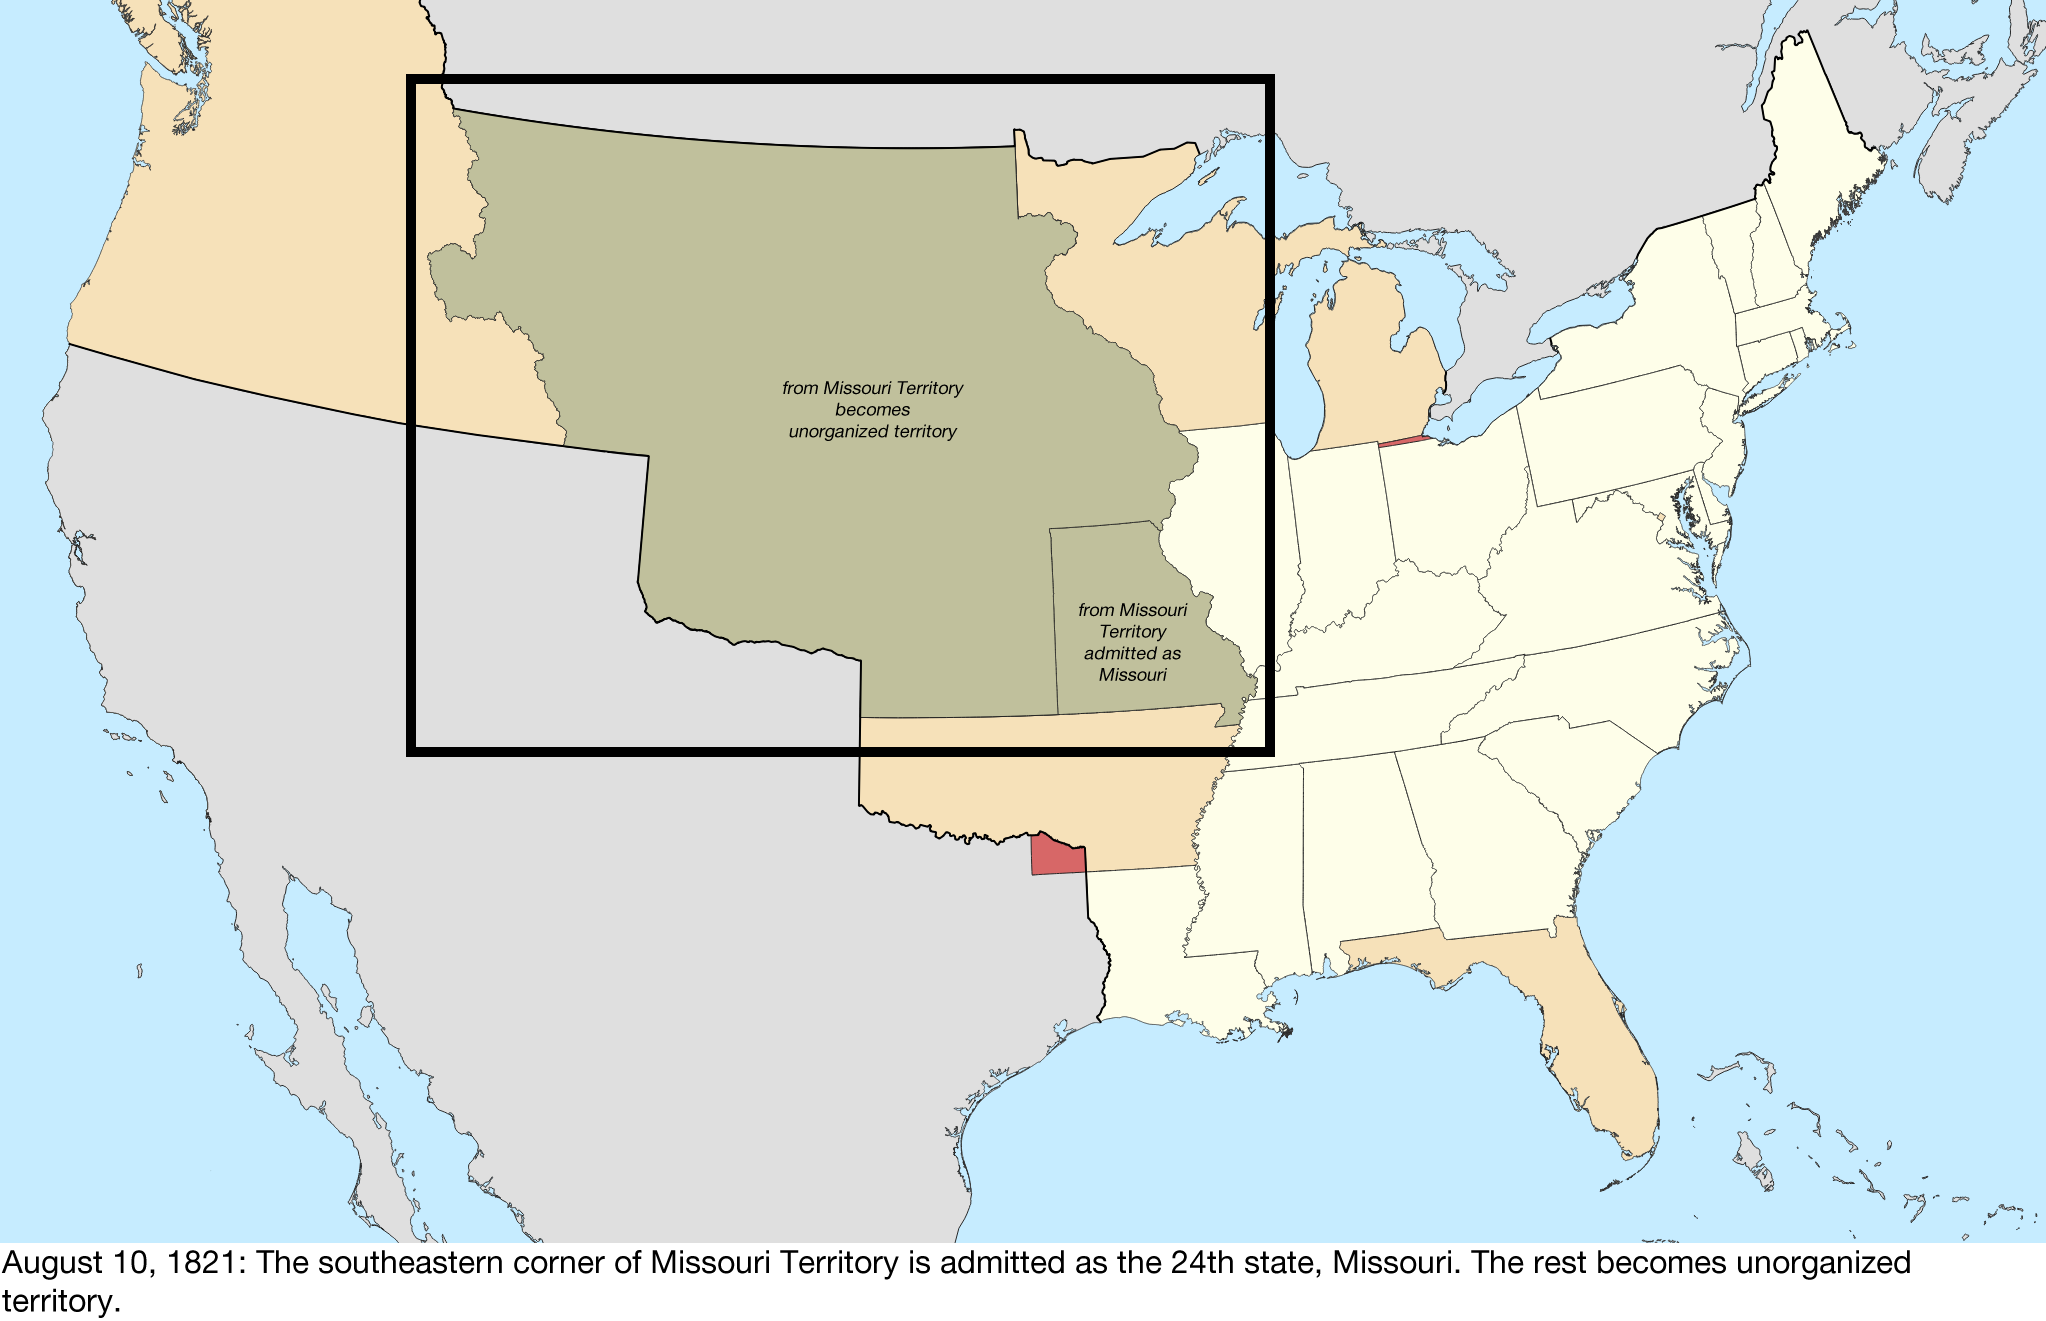 from Missouri Territory
becomes
unorganized territory
from Missouri
Territory
admitted as
Missouri
August 10, 1821: The southeastern corner of Missouri Territory is admitted as the 24th state, Missouri. The rest becomes unorganized
territory.